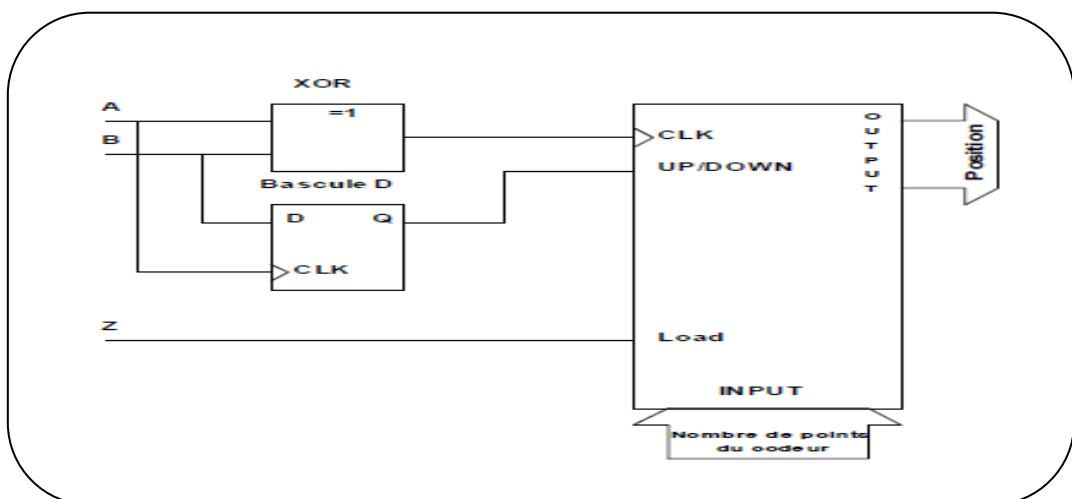 XOR
A
=1
B
CLK
UP/DOWN
OUTPUT
Position
Bascule D
D Q
CLK
Z
Load
INPUT
Nombre de points
du codeur